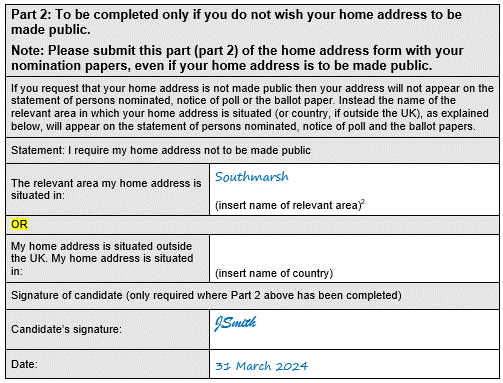 Part 2: To be completed only if you do not wish your home address to be
made public.
Note: Please submit this part (part 2) of the home address form with your
nomination papers, even if your home address is to be made public.
If you request that your home address is not made public then your address will not appear on the
statement of persons nominated, notice of poll or the ballot paper. Instead the name of the
relevant area in which your home address is situated (or country, if outside the UK), as explained
below, will appear on the statement of persons nominated, notice of poll and the ballot papers.
Statement: I require my home address not to be made public
The relevant area my home address is
situated in:
Southmarsh
(insert name of relevant area)²
OR
My home address is situated outside
the UK. My home address is situated
in:
(insert name of country)
Signature of candidate (only required where Part 2 above has been completed)
Candidate's signature:
JSmith
Date:
31 March 2024